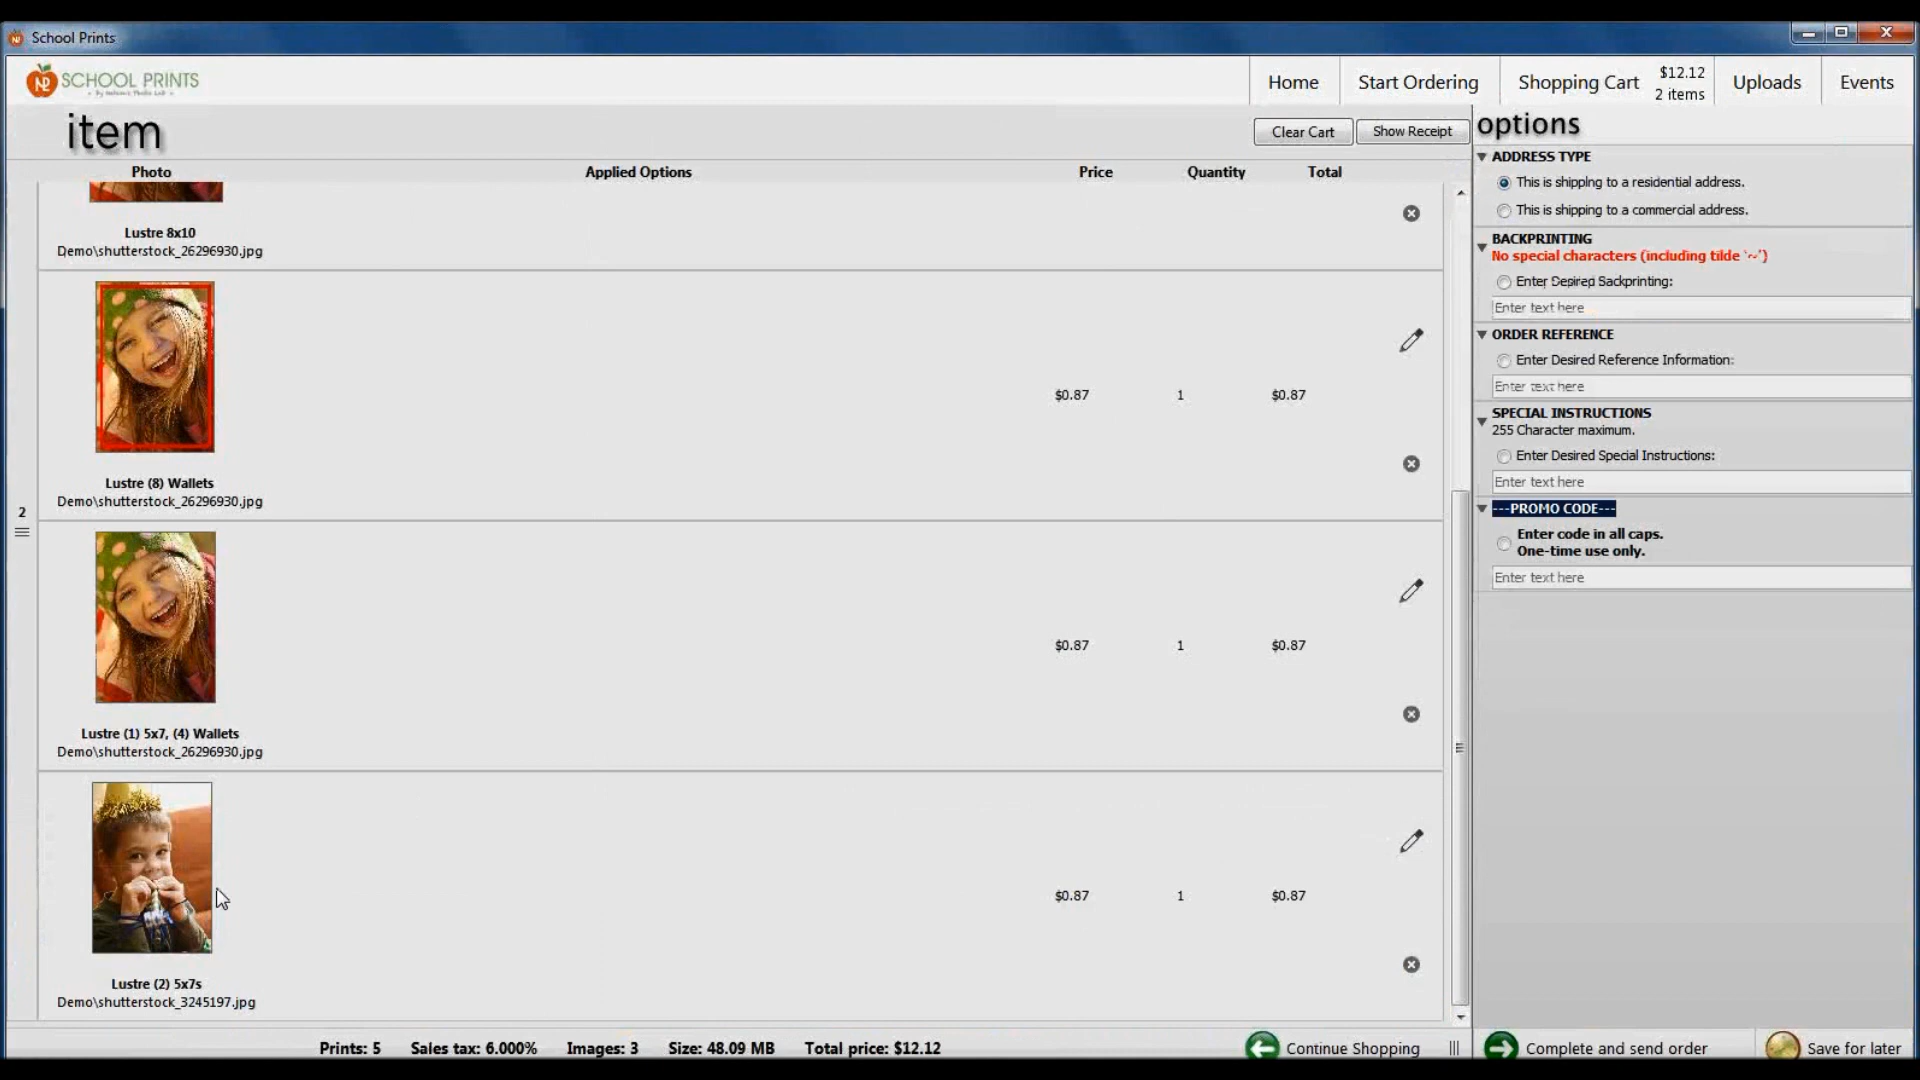 School Prints
SCHOOL PRINTS
Home
Start Ordering
Shopping Cart
$12.12
2 items
Uploads
Events
item
Clear Cart
Show Receipt
options
Photo
Applied Options
Price
Quantity
Total
Lustre 8x10
Demo\shutterstock_26296930.jpg
Lustre (8) Wallets
Demo\shutterstock_26296930.jpg
$0.87
1
$0.87
2
Lustre (1) 5x7, (4) Wallets
Demo\shutterstock_26296930.jpg
$0.87
1
$0.87
Lustre (2) 5x7s
Demo\shutterstock_3245197.jpg
$0.87
1
$0.87
ADDRESS TYPE
This is shipping to a residential address.
This is shipping to a commercial address.
BACKPRINTING
No special characters (including tilde '~')
Enter Desired Backprinting:
Enter text here
ORDER REFERENCE
Enter Desired Reference Information:
Enter text here
SPECIAL INSTRUCTIONS
255 Character maximum.
Enter Desired Special Instructions:
Enter text here
---PROMO CODE---
Enter code in all caps.
One-time use only.
Enter text here
Prints: 5
Sales tax: 6.000%
Images: 3
Size: 48.09 MB
Total price: $12.12
Continue Shopping
Complete and send order
Save for later